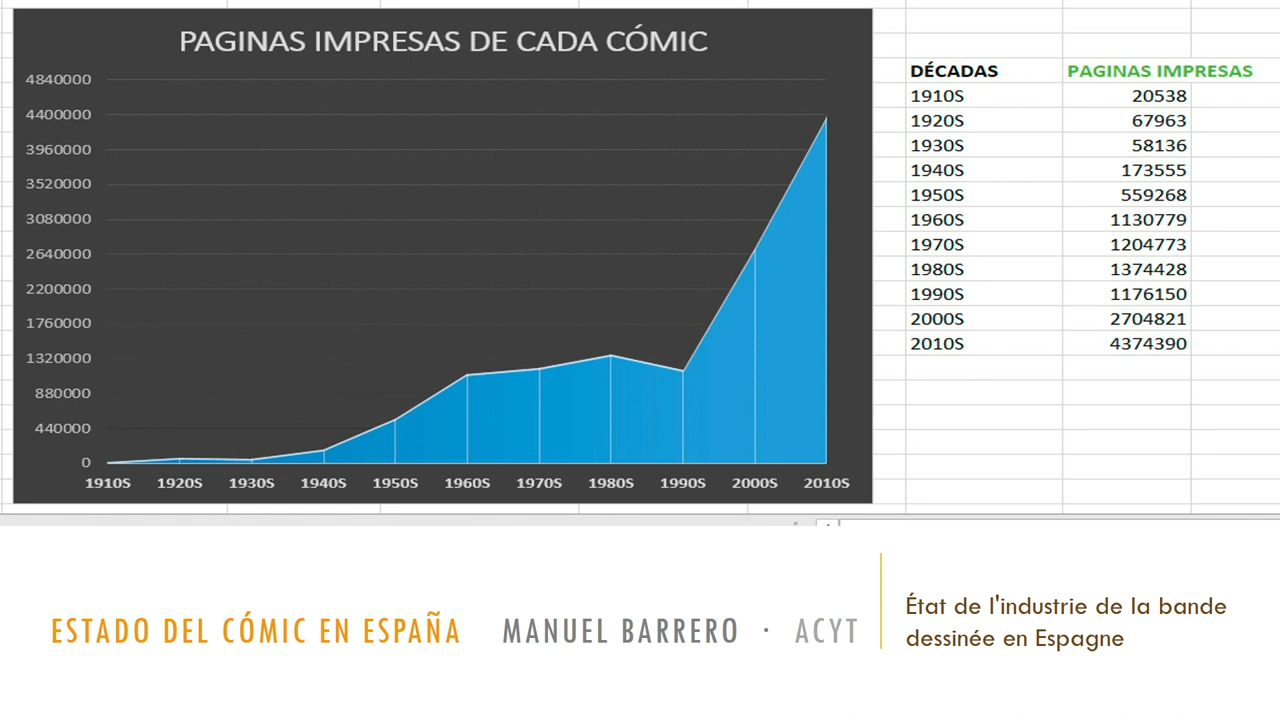 PAGINAS IMPRESAS DE CADA CÓMIC
4840000
4400000
3960000
3520000
3080000
2640000
2200000
1760000
1320000
880000
440000
0
1910S 1920S 1930S 1940S 1950S 1960S 1970S 1980S 1990S 2000S 2010S
DÉCADAS PAGINAS IMPRESAS
1910S 20538
1920S 67963
1930S 58136
1940S 173555
1950S 559268
1960S 1130779
1970S 1204773
1980S 1374428
1990S 1176150
2000S 2704821
2010S 4374390
ESTADO DEL CÓMIC EN ESPAÑA MANUEL BARRERO · ACYT
État de l'industrie de la bande
dessinée en Espagne